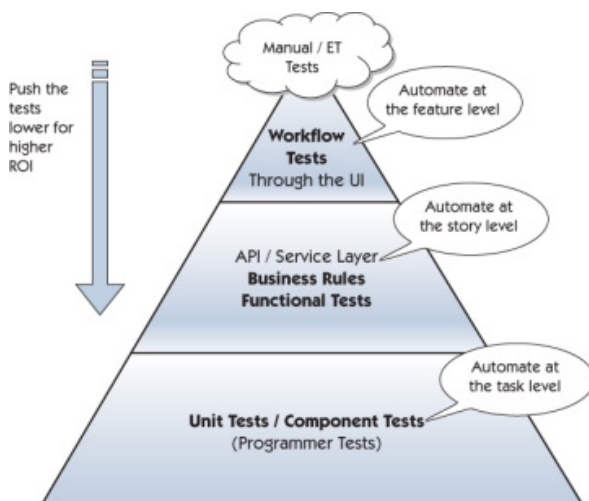 Manual / ET
Tests
Push the
tests
lower for
higher
ROI
Automate at
the feature level
Workflow
Tests
Through the UI
Automate at
the story level
API / Service Layer
Business Rules
Functional Tests
Automate at
the task level
Unit Tests / Component Tests
(Programmer Tests)